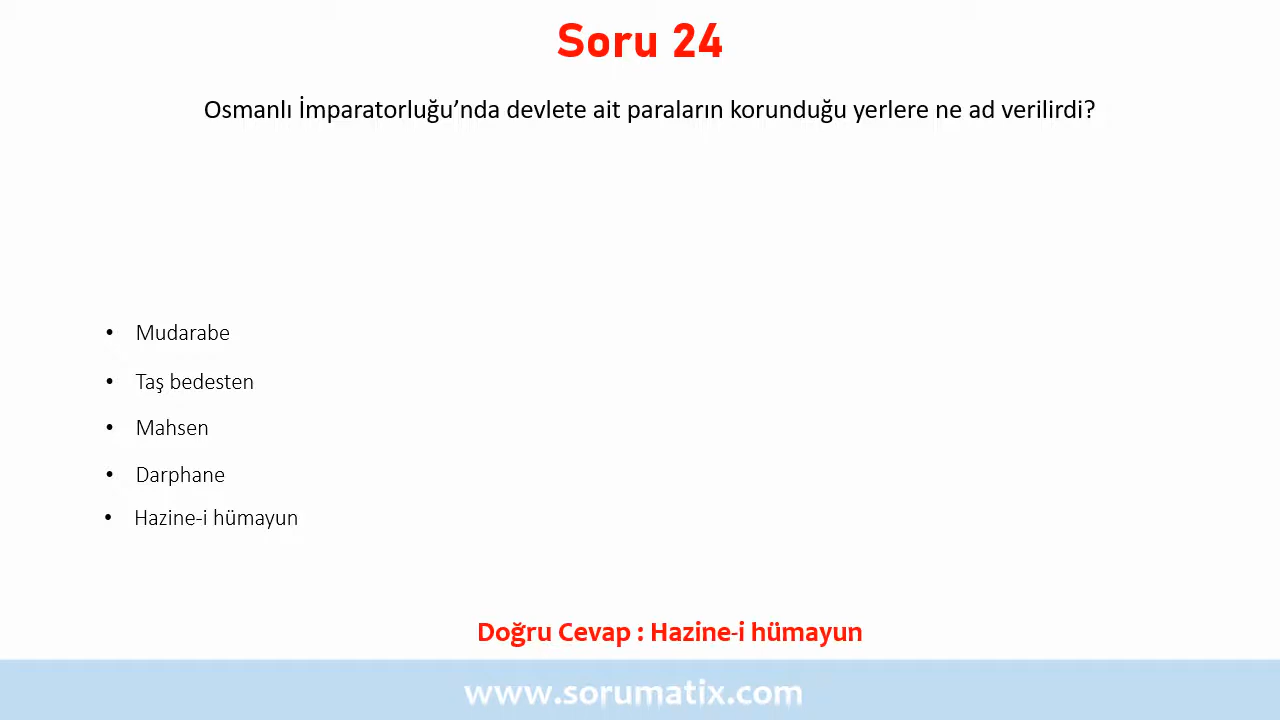 Soru 24
Osmanlı İmparatorluğu’nda devlete ait paraların korunduğu yerlere ne ad verilirdi?
• Mudarabe
• Taş bedesten
• Mahsen
• Darphane
• Hazine-i hümayun
Doğru Cevap : Hazine-i hümayun
www.sorumatix.com